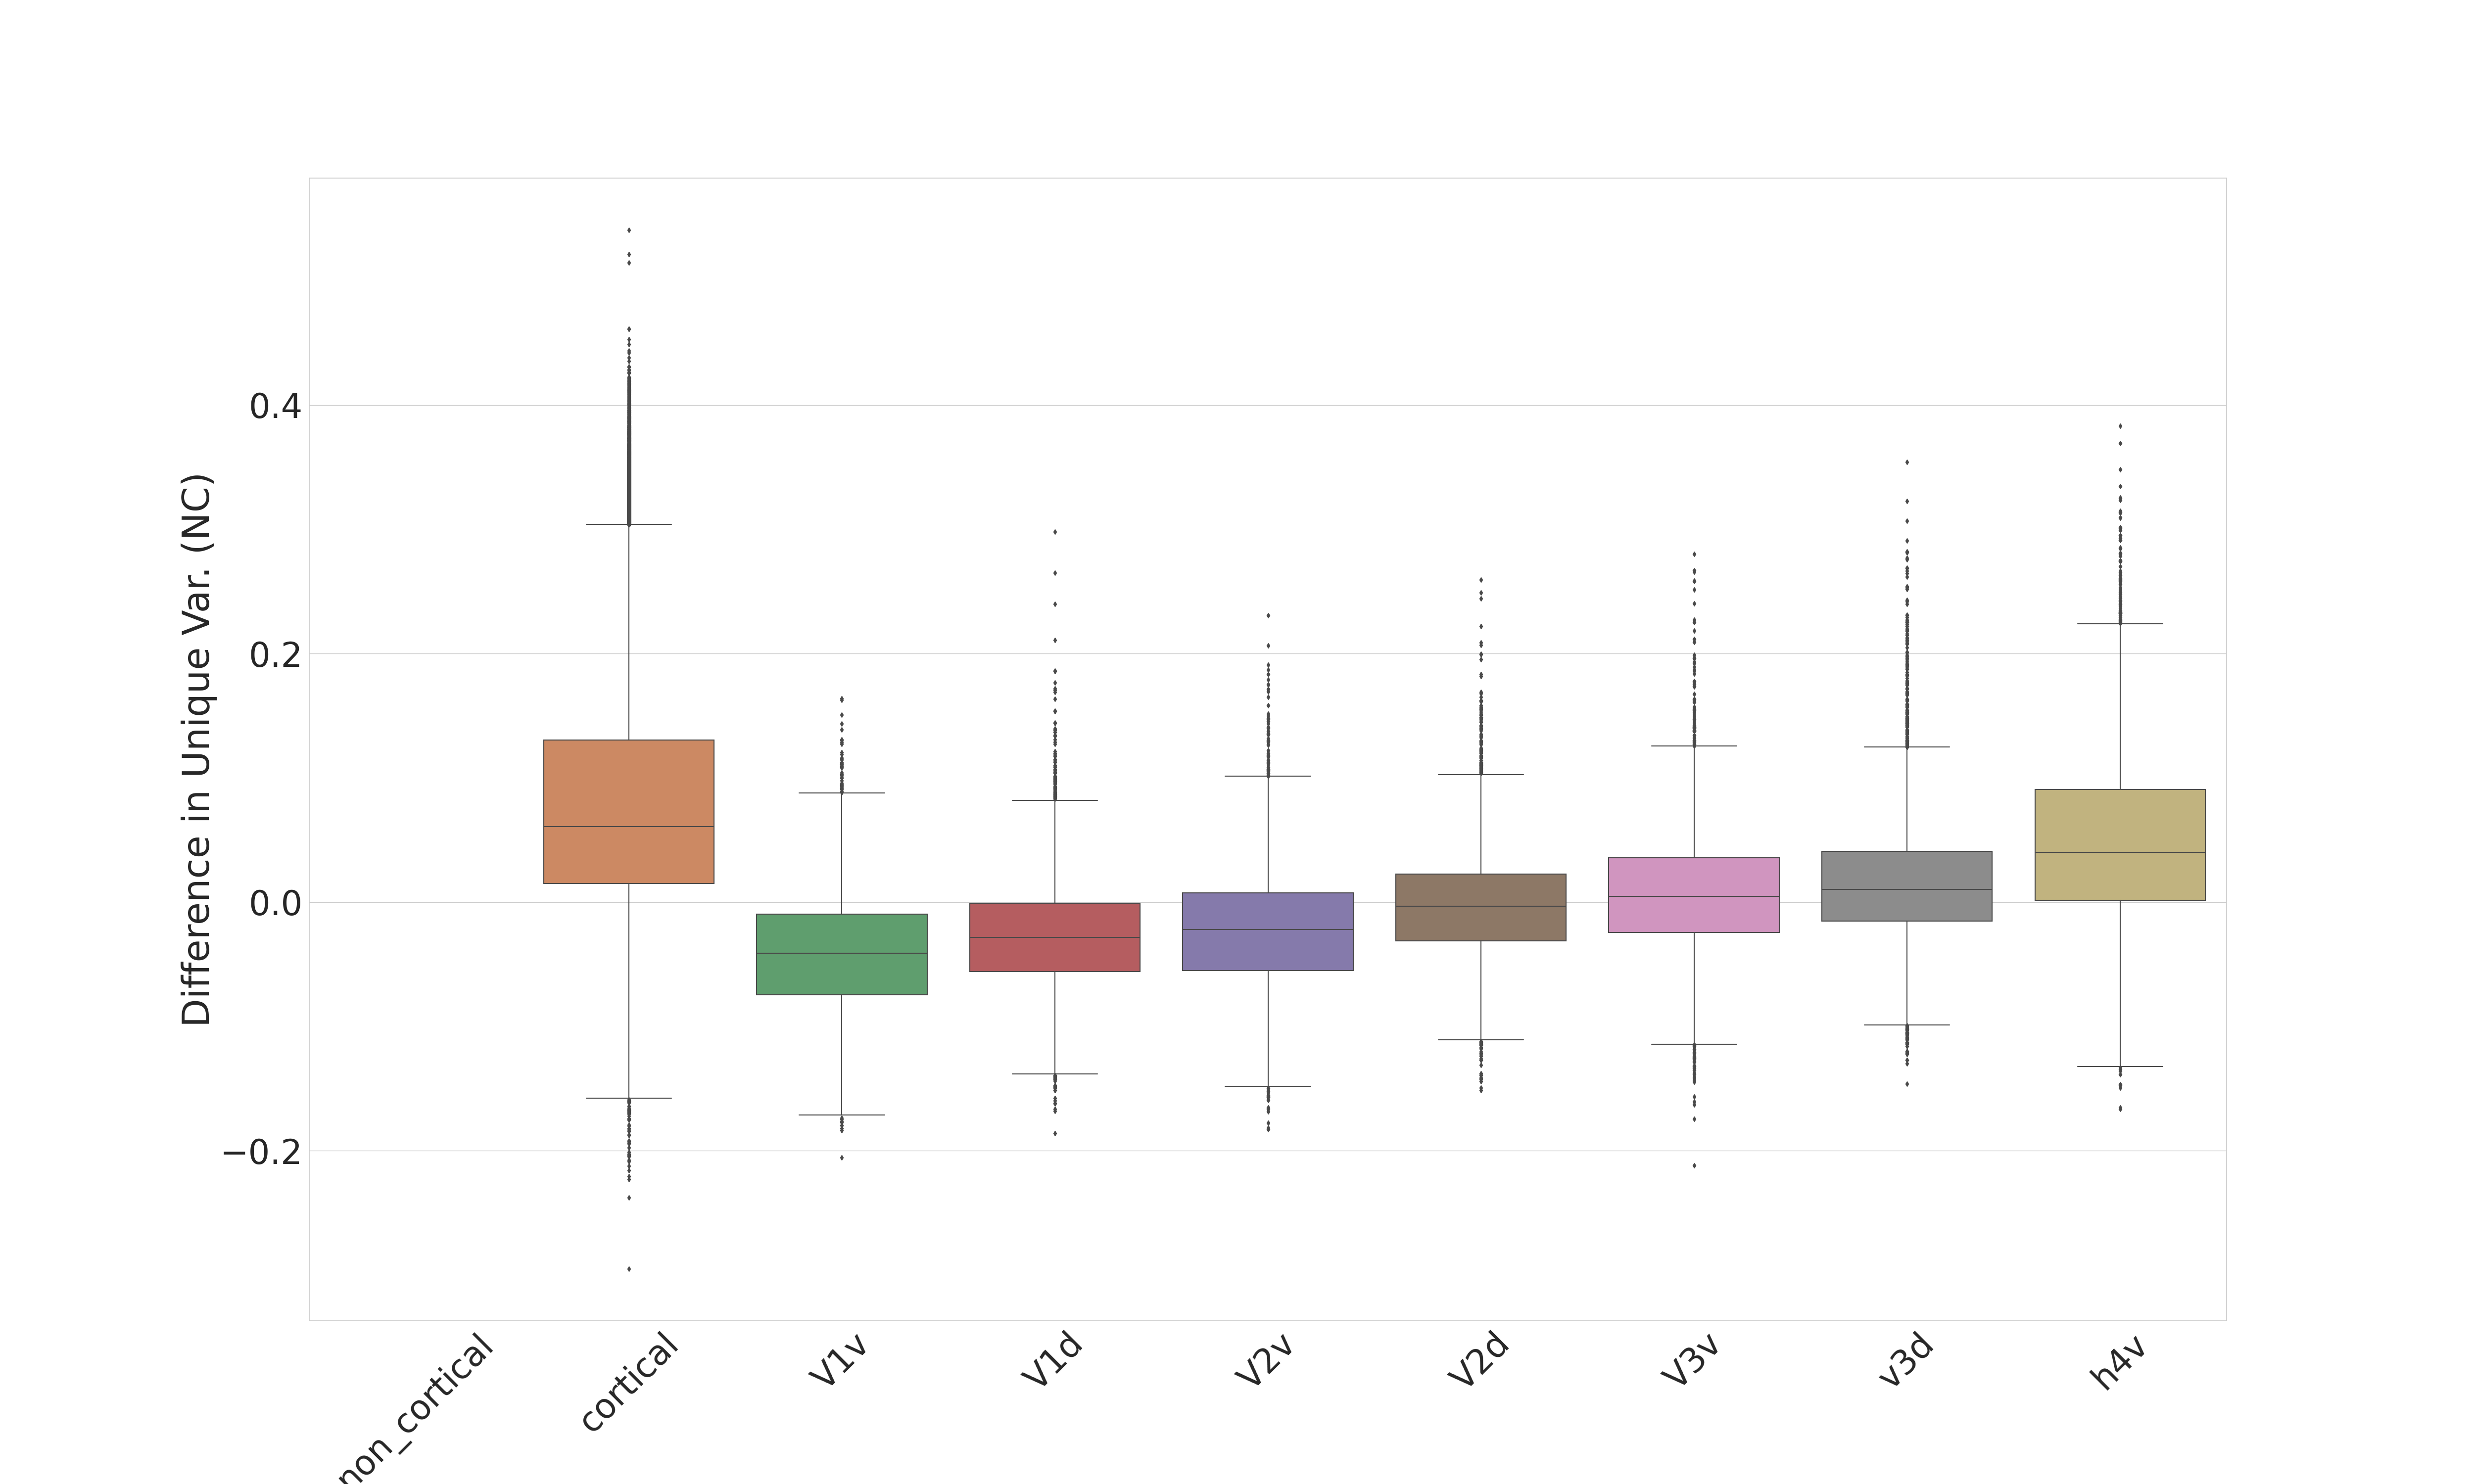 Difference in Unique Var. (NC)
0.4
0.2
0.0
−0.2
non_cortical
cortical
V1v
V1d
V2v
V2d
V3v
v3d
h4v